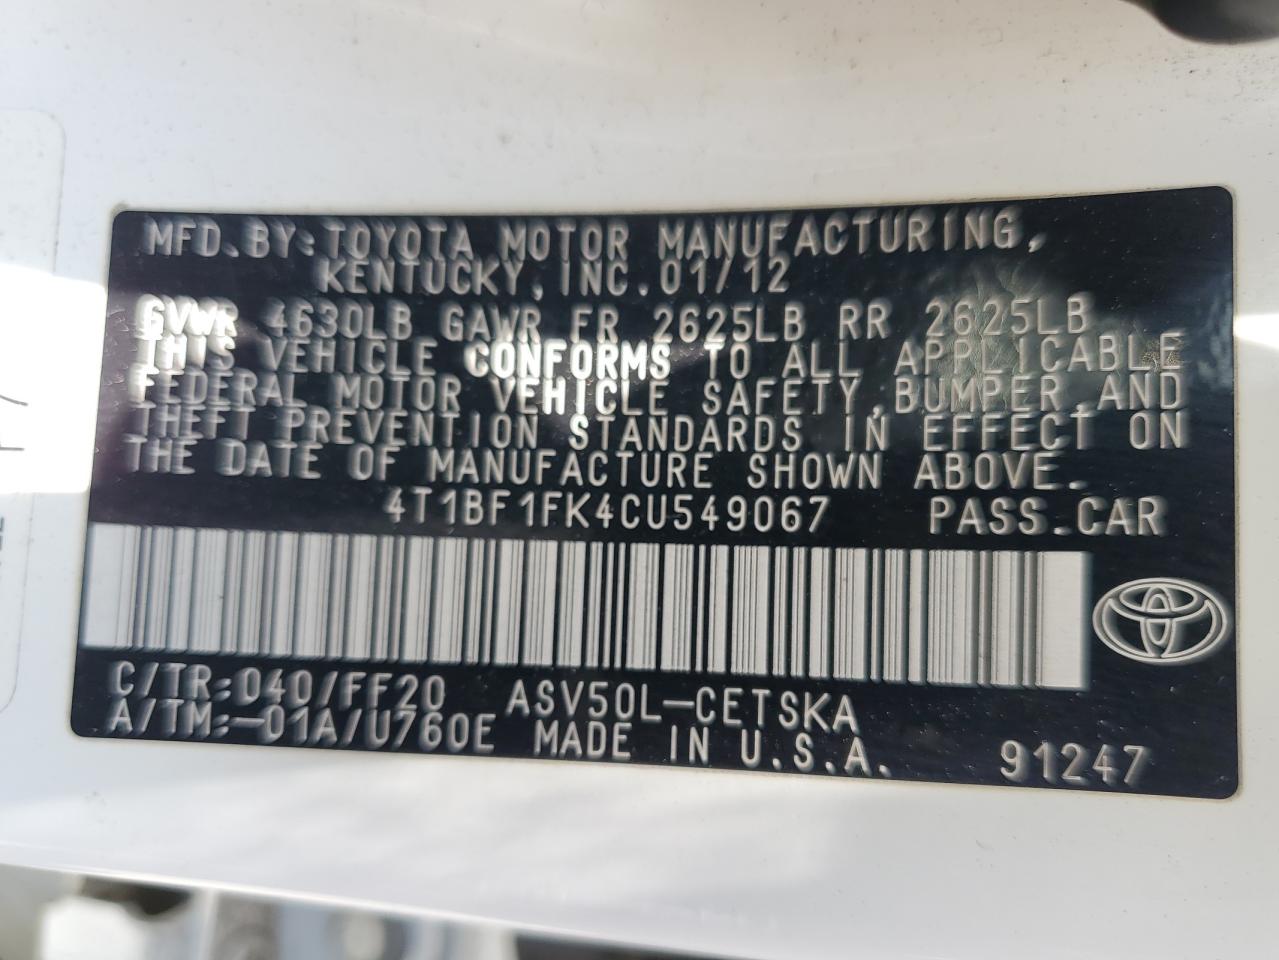 MFD. BY: TOYOTA MOTOR MANUFACTURING,
KENTUCKY, INC. 01/12
GVWR 4630LB GAWR FR 2625LB RR 2625LB
THIS VEHICLE CONFORMS TO ALL APPLICABLE
FEDERAL MOTOR VEHICLE SAFETY, BUMPER, AND
THEFT PREVENTION STANDARDS IN EFFECT ON
THE DATE OF MANUFACTURE SHOWN ABOVE.
4T1BF1FK4CU549067 PASS. CAR
C/TR: 040/FF20 ASV50L-CETSKA
A/TM: -01A/U760E MADE IN U.S.A. 91247